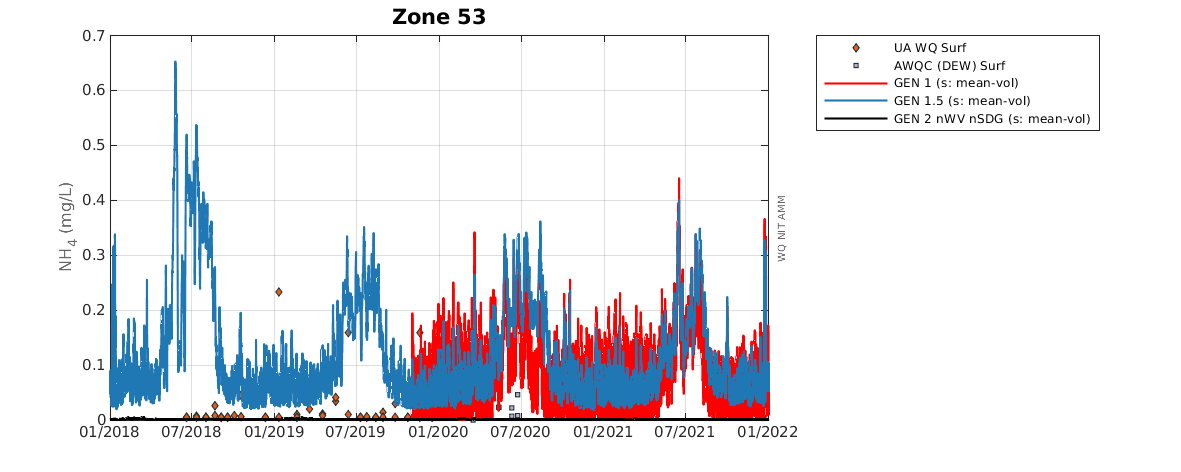 Zone 53
0.7
0.6
0.5
0.4
0.3
0.2
0.1
0
NH4 (mg/L)
01/2018 07/2018 01/2019 07/2019 01/2020 07/2020 01/2021 07/2021 01/2022
WQ NIT AMM
UA WQ Surf
AWQC (DEW) Surf
GEN 1 (s: mean-vol)
GEN 1.5 (s: mean-vol)
GEN 2 nWV nSDG (s: mean-vol)